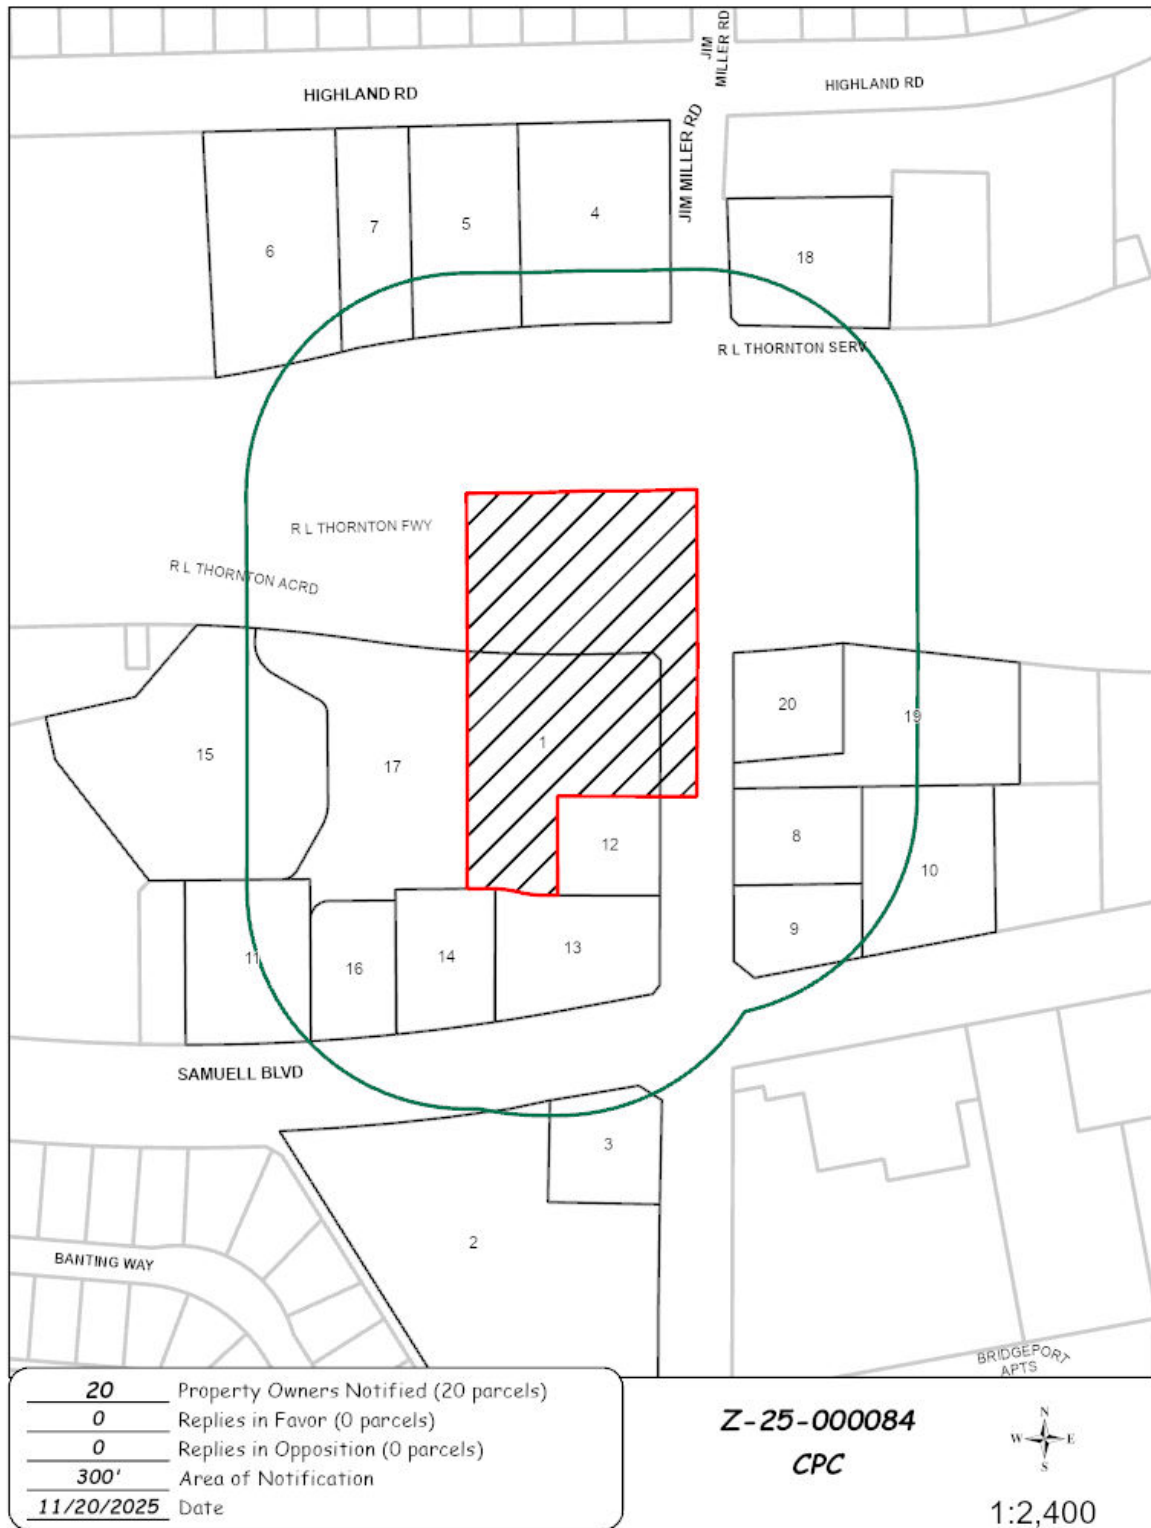 JIM
MILLER RD
HIGHLAND RD
HIGHLAND RD
JIM MILLER RD
6
7
5
4
18
R L THORNTON SERV
R L THORNTON FWY
R L THORNTON ACRD
15
17
1
20
19
12
8
10
9
11
16
14
13
SAMUELL BLVD
3
2
BANTING WAY
BRIDGEPORT
APTS
20 Property Owners Notified (20 parcels)
0 Replies in Favor (0 parcels)
0 Replies in Opposition (0 parcels)
300' Area of Notification
11/20/2025 Date
Z-25-000084
CPC
N
W E
S
1:2,400